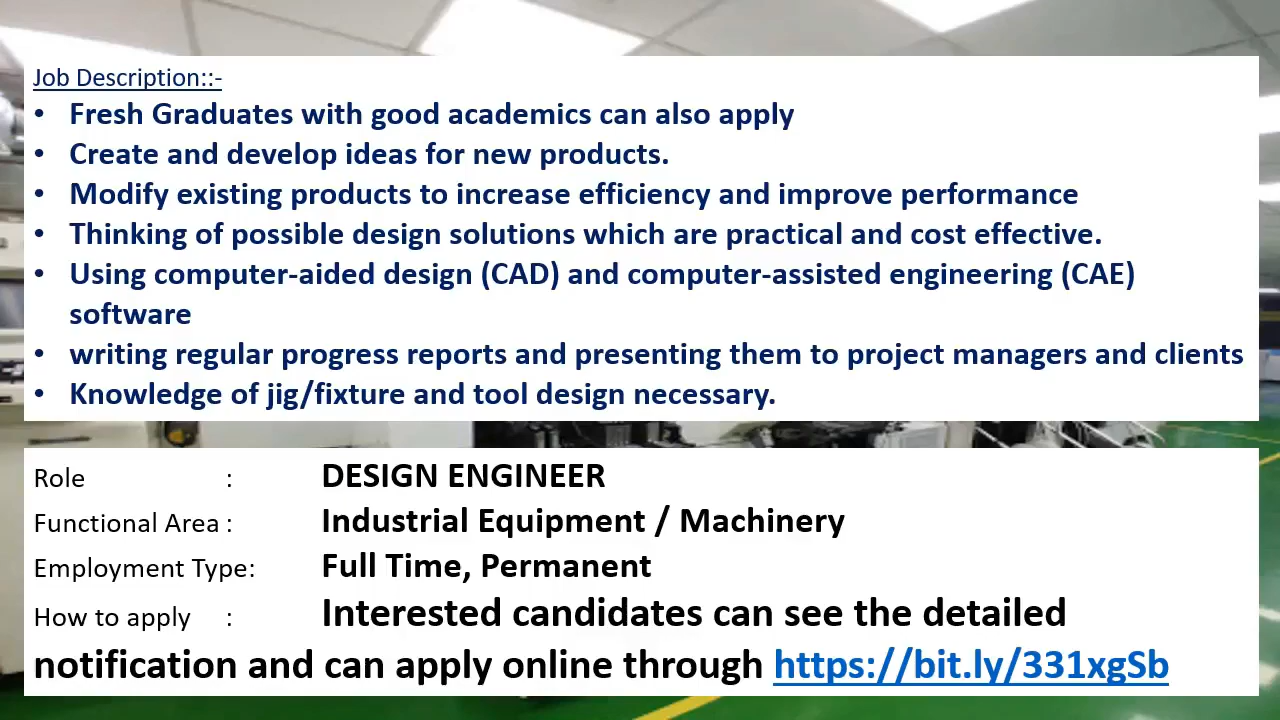 Job Description::-
• Fresh Graduates with good academics can also apply
• Create and develop ideas for new products.
• Modify existing products to increase efficiency and improve performance
• Thinking of possible design solutions which are practical and cost effective.
• Using computer-aided design (CAD) and computer-assisted engineering (CAE)
software
• writing regular progress reports and presenting them to project managers and clients
• Knowledge of jig/fixture and tool design necessary.
Role : DESIGN ENGINEER
Functional Area : Industrial Equipment / Machinery
Employment Type: Full Time, Permanent
How to apply : Interested candidates can see the detailed
notification and can apply online through https://bit.ly/331xgSb